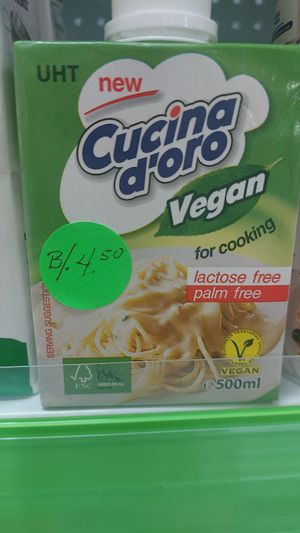 UHT
new
Cucina
d'oro
Vegan
for cooking
lactose free
palm free
B/. 4.50
SERVING SUGGESTION
FSC
VEGAN
℮500ml